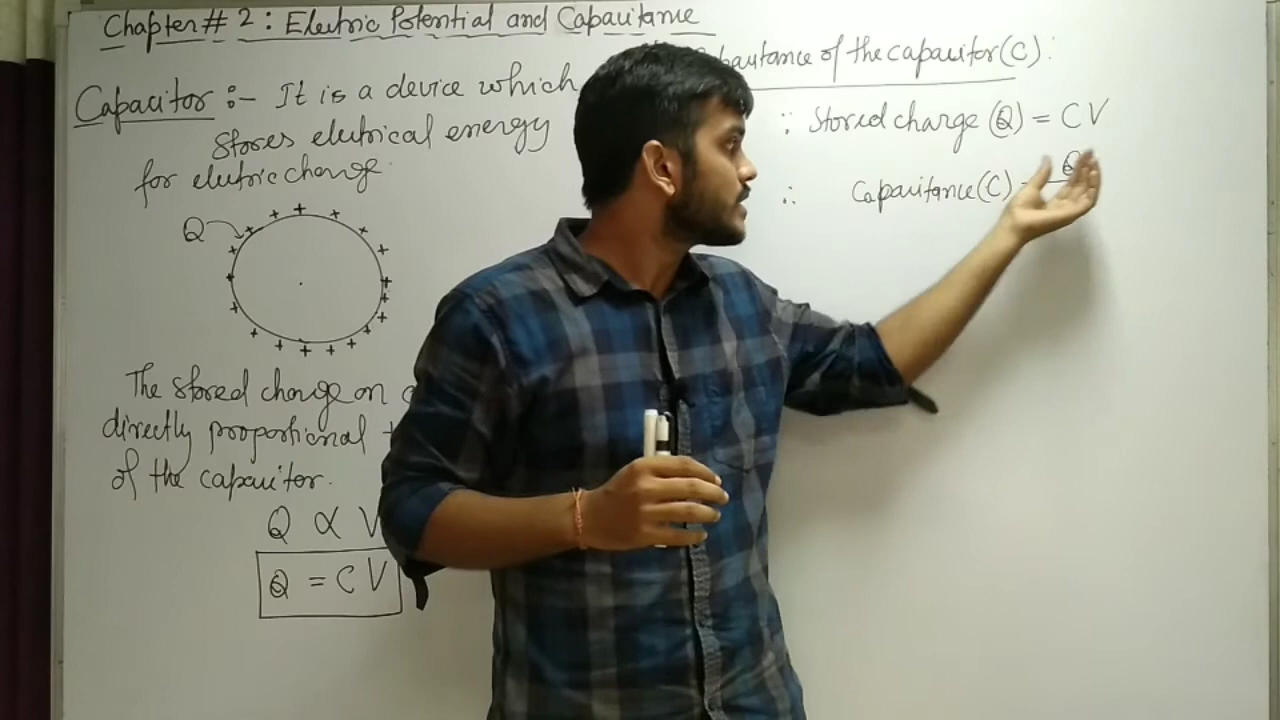 Chapter # 2 : Electric Potential and Capacitance
Capacitor :- It is a device which
stores electrical energy
for electric charge.
Q
The stored charge on
directly proportional
of the capacitor.
Q ∝ V
Q = C V
Capacitance of the capacitor (C) :
∵ Stored charge (Q) = C V
∴ Capacitance (C) = Q